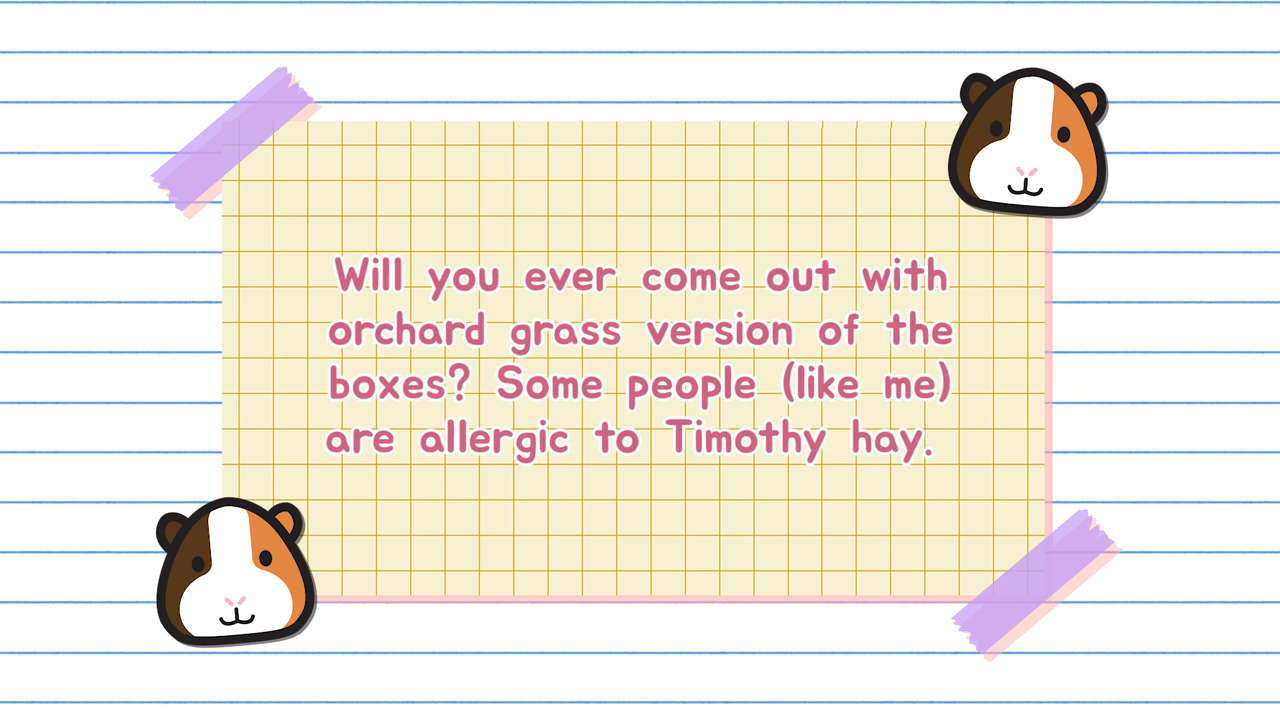 Will you ever come out with
orchard grass version of the
boxes? Some people (like me)
are allergic to Timothy hay.